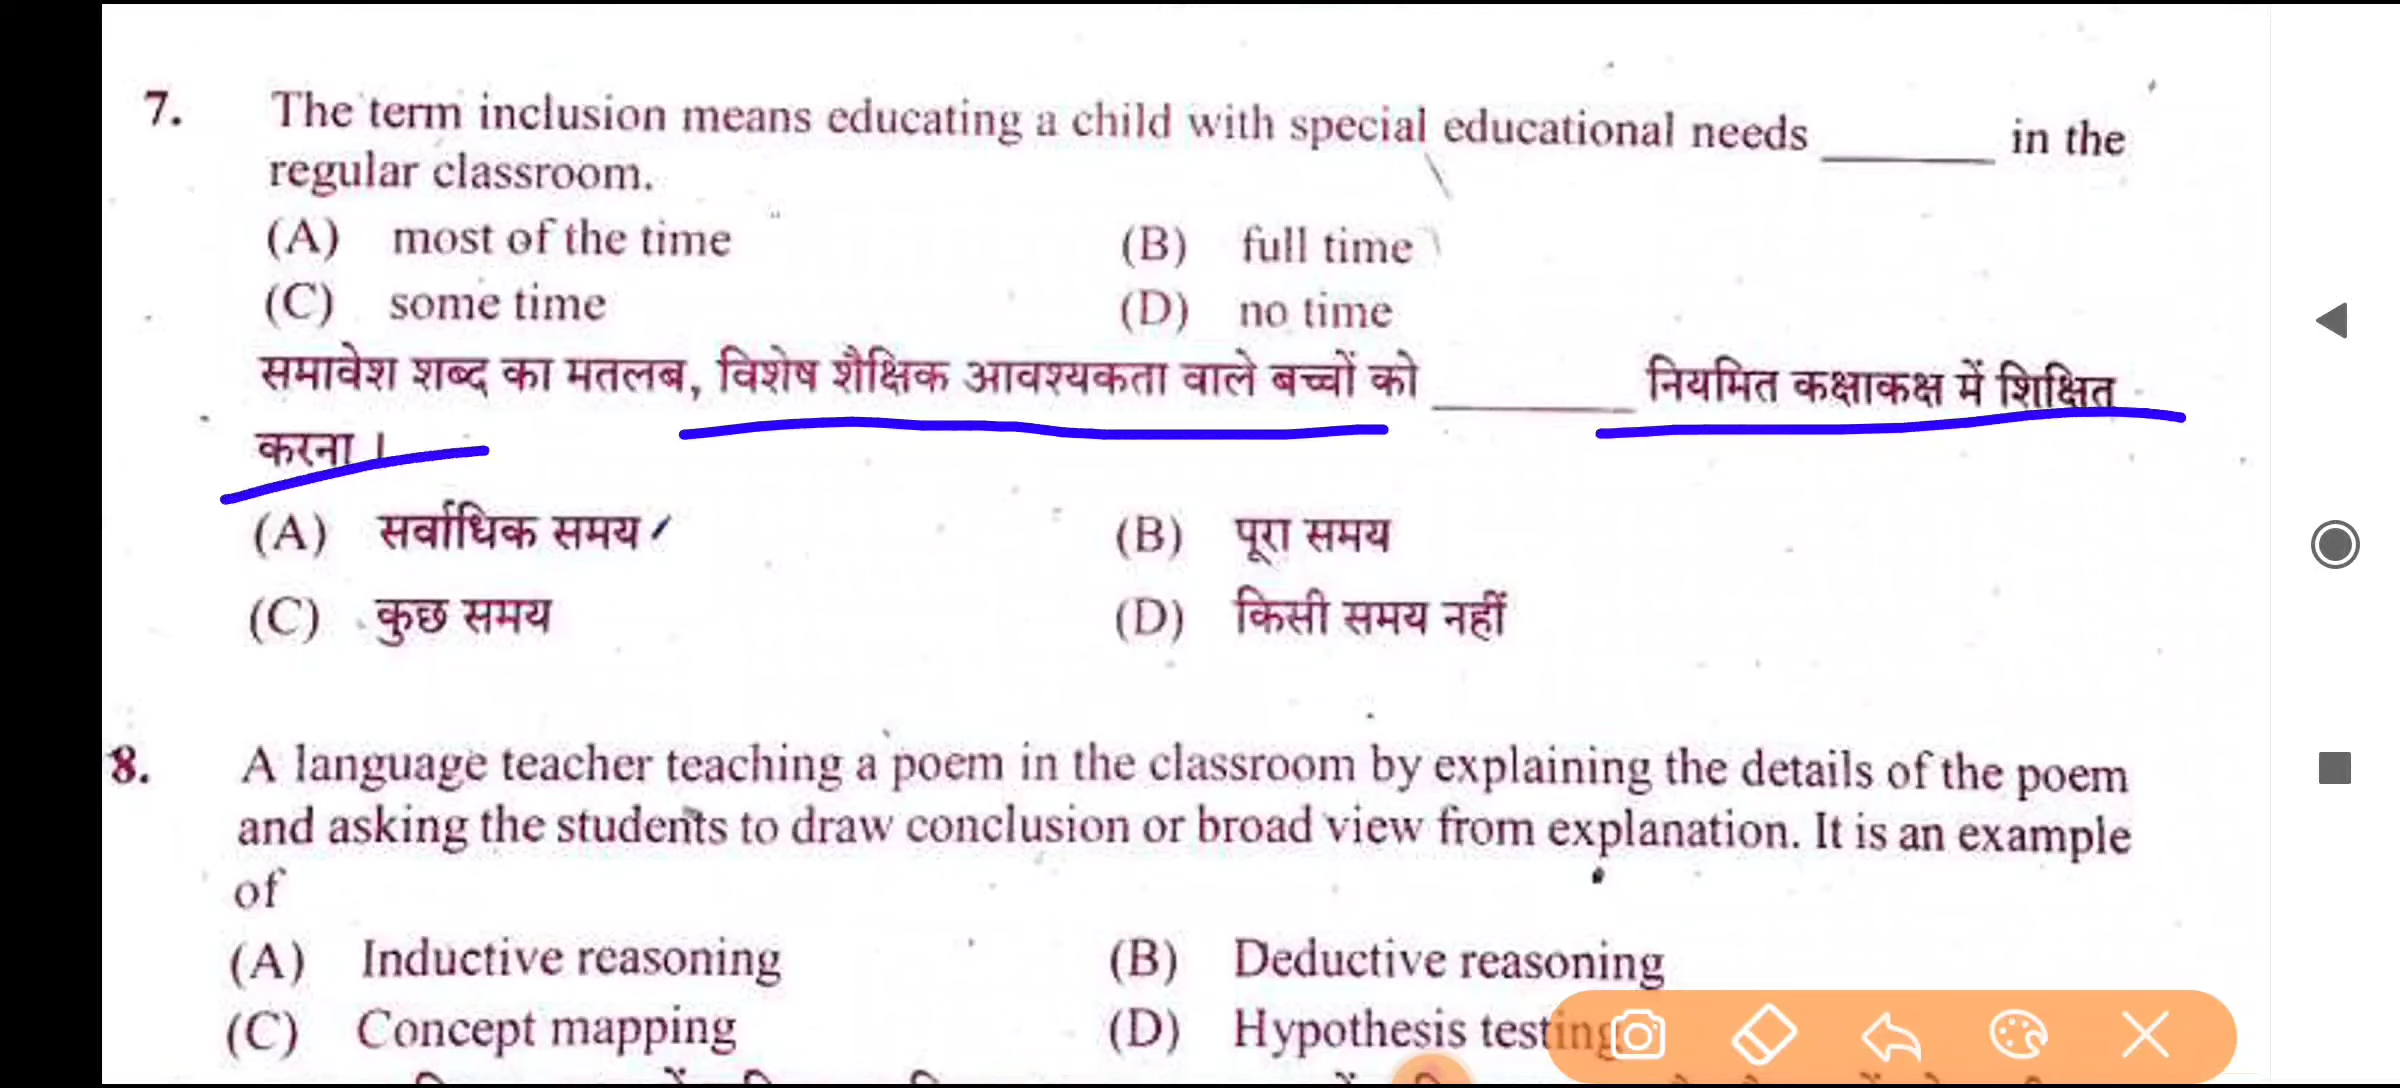 7. The term inclusion means educating a child with special educational needs ________ in the
regular classroom.
(A) most of the time (B) full time
(C) some time (D) no time
समावेश शब्द का मतलब, विशेष शैक्षिक आवश्यकता वाले बच्चों को ________ नियमित कक्षाकक्ष में शिक्षित
करना ।
(A) सर्वाधिक समय (B) पूरा समय
(C) कुछ समय (D) किसी समय नहीं
8. A language teacher teaching a poem in the classroom by explaining the details of the poem
and asking the students to draw conclusion or broad view from explanation. It is an example
of
(A) Inductive reasoning (B) Deductive reasoning
(C) Concept mapping (D) Hypothesis testing